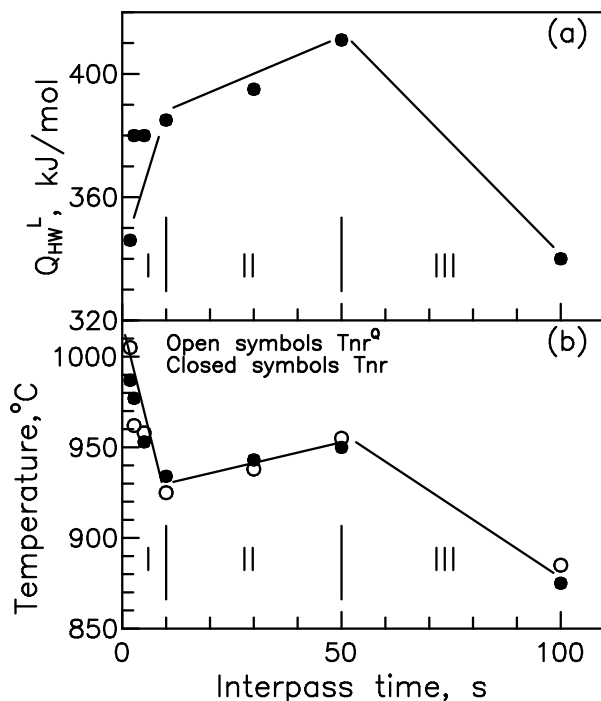 (a)
400
360
320
Q_HW^L, kJ/mol
I II III
(b)
Open symbols Tnr^Q
Closed symbols Tnr
1000
950
900
850
Temperature,°C
I II III
0 50 100
Interpass time, s